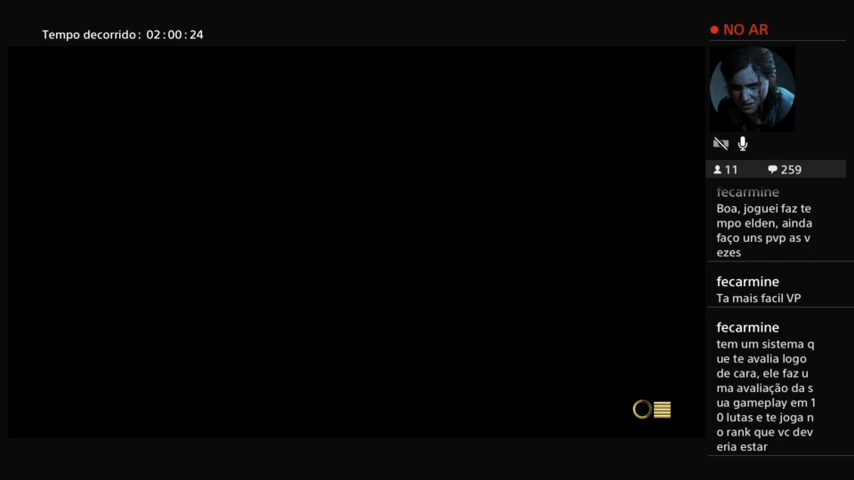 Tempo decorrido: 02:00:24
NO AR
11
259
fecarmine
Boa, joguei faz te
mpo elden, ainda
faço uns pvp as v
ezes
fecarmine
Ta mais facil VP
fecarmine
tem um sistema q
ue te avalia logo
de cara, ele faz u
ma avaliação da s
ua gameplay em 1
0 lutas e te joga n
o rank que vc dev
eria estar